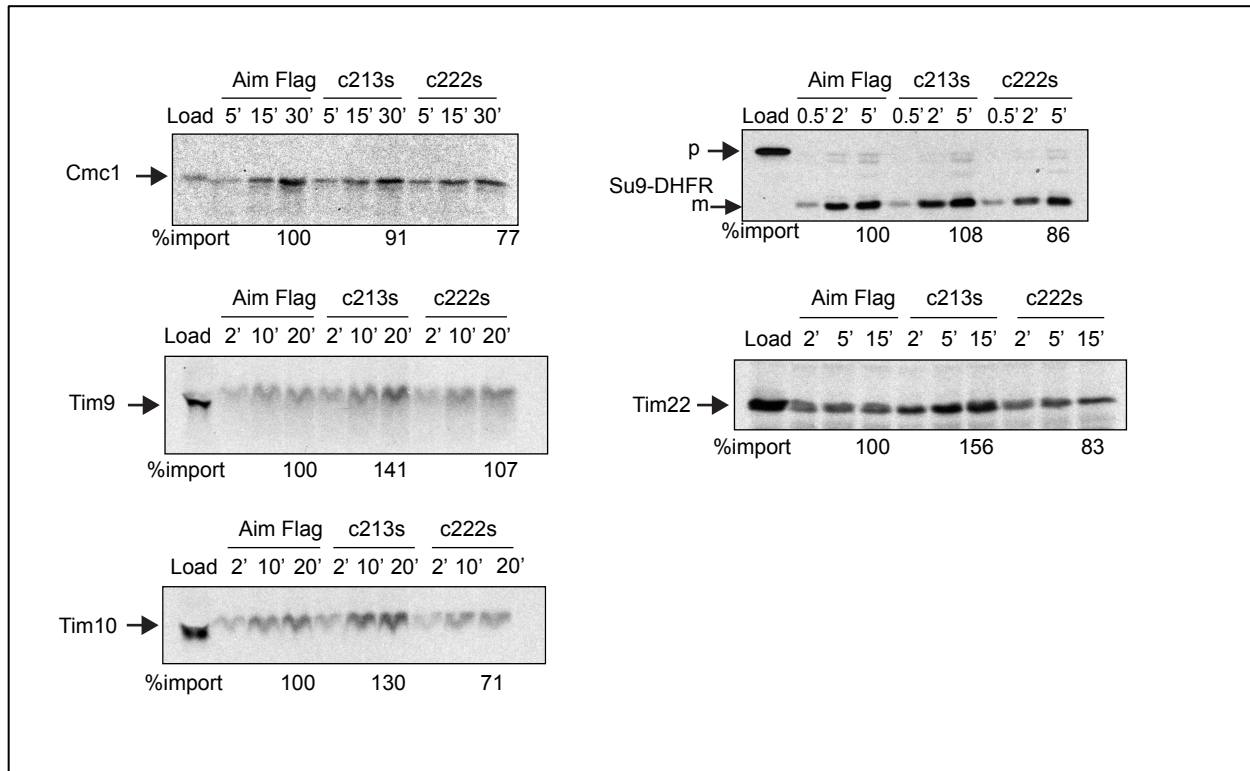 Aim Flag c213s c222s
Load 5’ 15’ 30’ 5’ 15’ 30’ 5’ 15’ 30’
Cmc1
%import 100 91 77
Aim Flag c213s c222s
Load 0.5’ 2’ 5’ 0.5’ 2’ 5’ 0.5’ 2’ 5’
p
Su9-DHFR
m
%import 100 108 86
Aim Flag c213s c222s
Load 2’ 10’ 20’ 2’ 10’ 20’ 2’ 10’ 20’
Tim9
%import 100 141 107
Aim Flag c213s c222s
Load 2’ 5’ 15’ 2’ 5’ 15’ 2’ 5’ 15’
Tim22
%import 100 156 83
Aim Flag c213s c222s
Load 2’ 10’ 20’ 2’ 10’ 20’ 2’ 10’ 20’
Tim10
%import 100 130 71